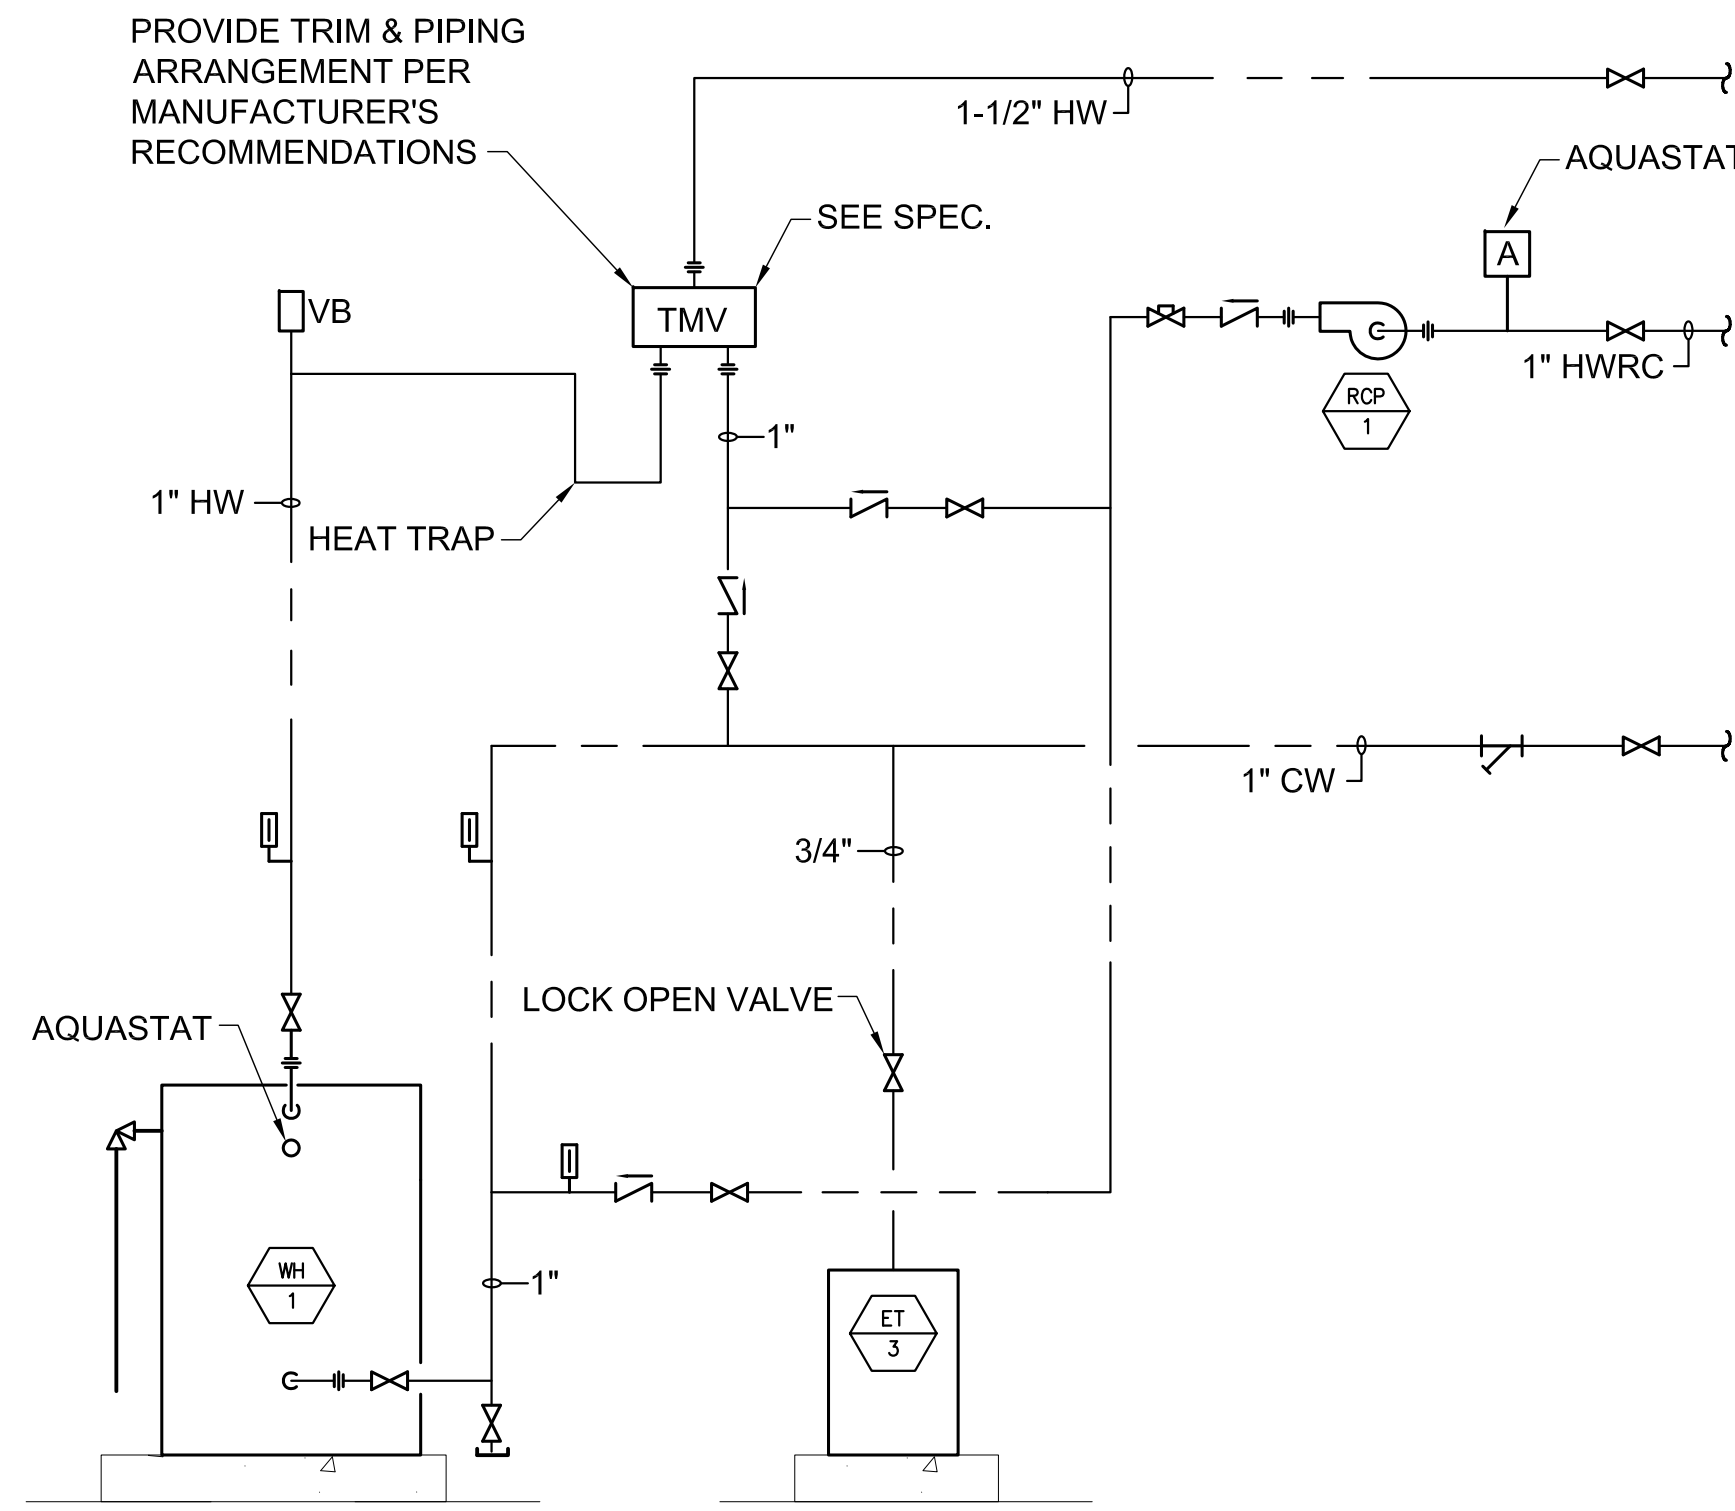 PROVIDE TRIM & PIPING
ARRANGEMENT PER
MANUFACTURER'S
RECOMMENDATIONS
1-1/2" HW
AQUASTAT
SEE SPEC.
A
VB
TMV
1" HWRC
RCP
1
1"
1" HW
HEAT TRAP
1" CW
3/4"
LOCK OPEN VALVE
AQUASTAT
WH
1
1"
ET
3